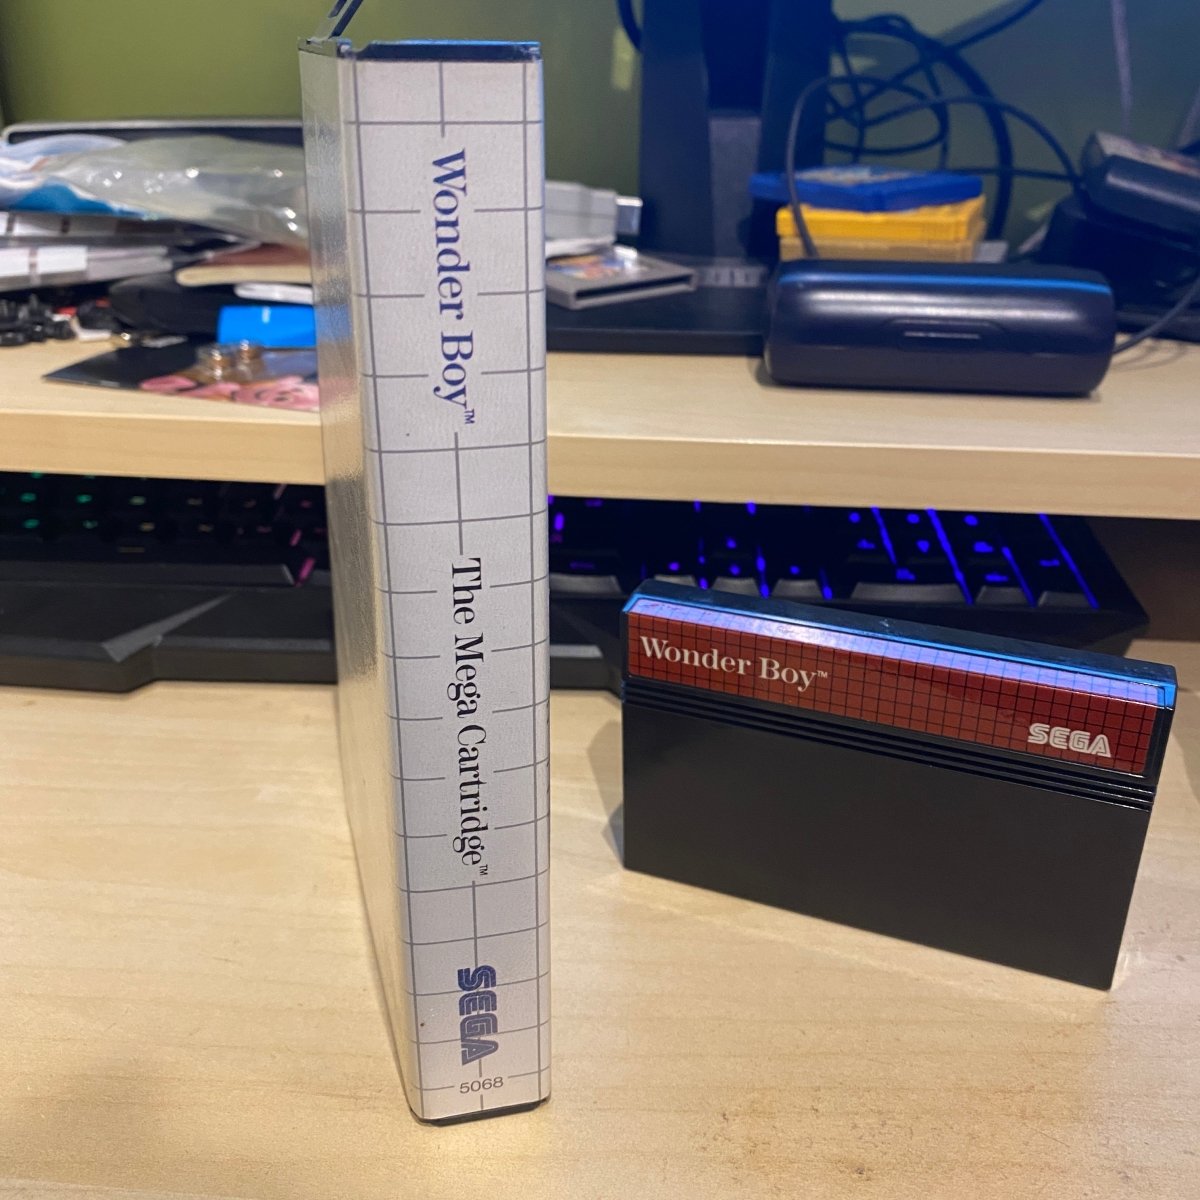 Wonder Boy™
The Mega Cartridge™
SEGA
5068
Wonder Boy™
SEGA